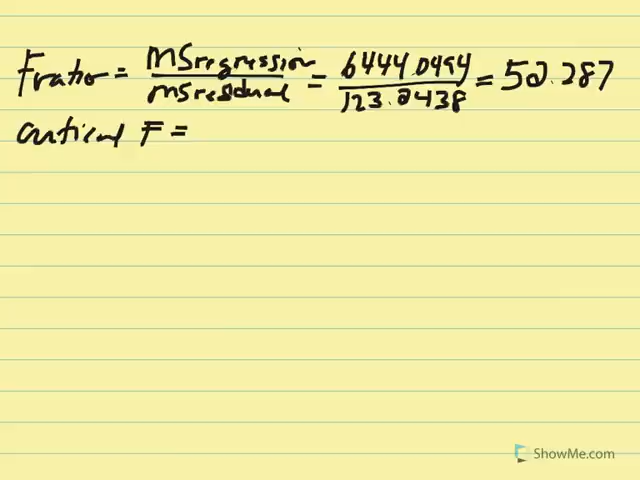 Fratio = MSregression / MSresidual = 6444.0494 / 123.2438 = 52.287
critical F =
ShowMe.com